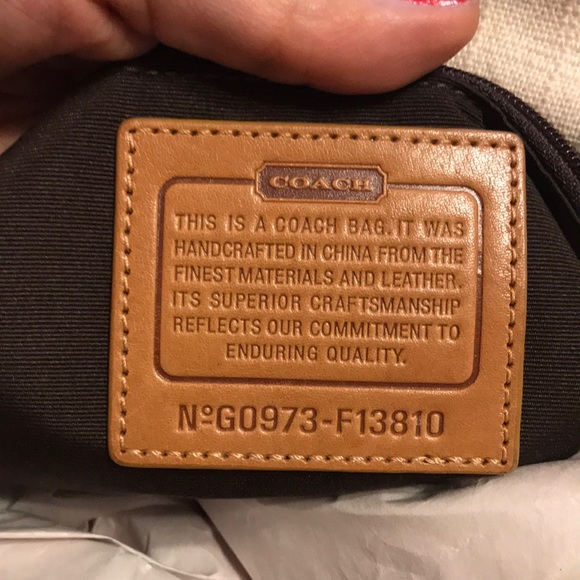 COACH
THIS IS A COACH BAG. IT WAS
HANDCRAFTED IN CHINA FROM THE
FINEST MATERIALS AND LEATHER.
ITS SUPERIOR CRAFTSMANSHIP
REFLECTS OUR COMMITMENT TO
ENDURING QUALITY.
NºG0973-F13810